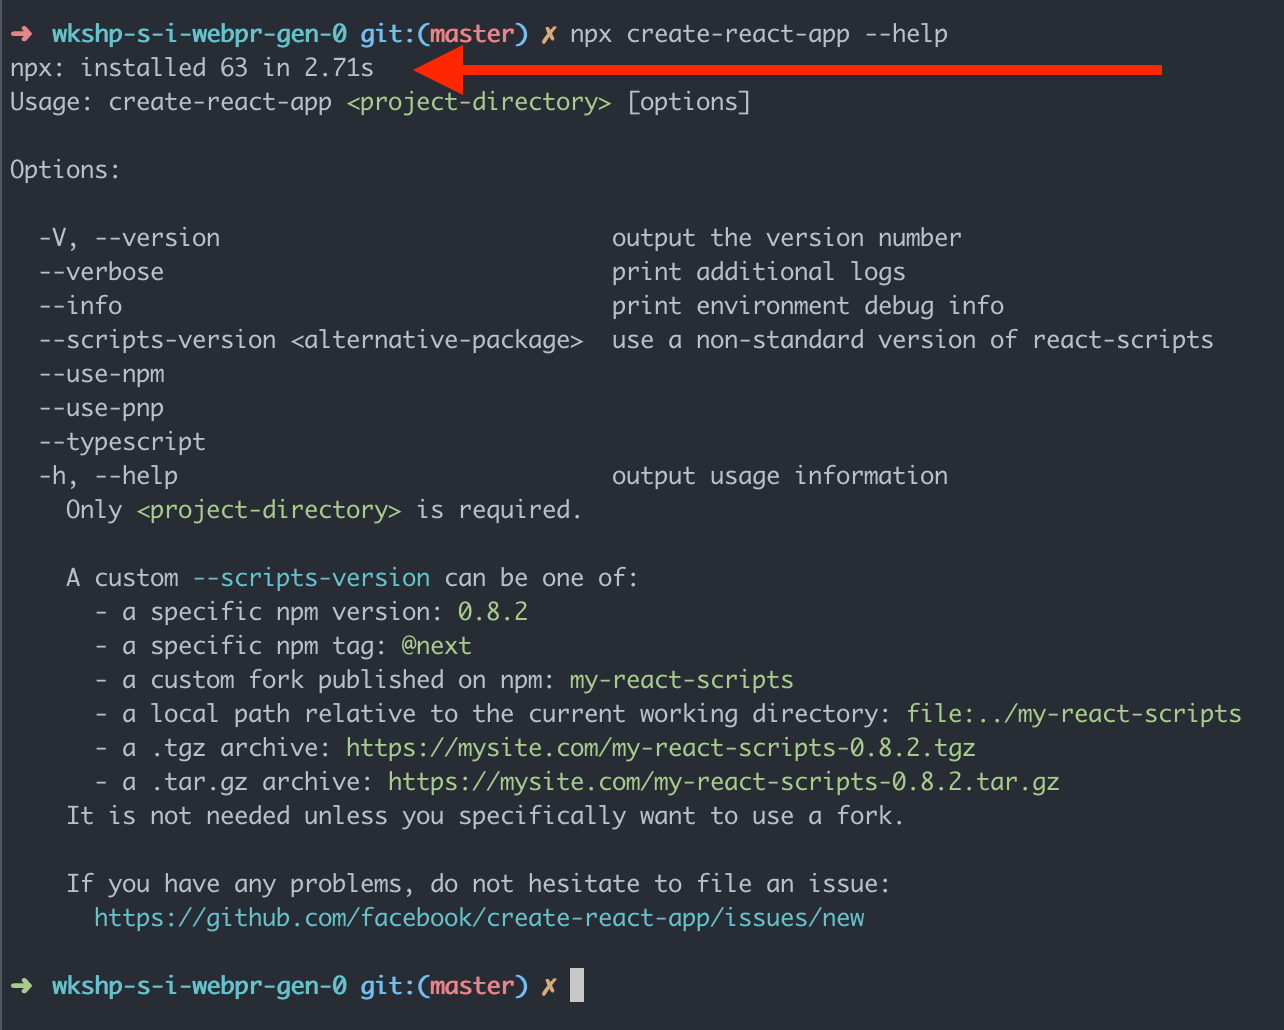 ➜ wkshp-s-i-webpr-gen-0 git:(master) ✗ npx create-react-app --help
npx: installed 63 in 2.71s
Usage: create-react-app <project-directory> [options]
Options:
-V, --version output the version number
--verbose print additional logs
--info print environment debug info
--scripts-version <alternative-package> use a non-standard version of react-scripts
--use-npm
--use-pnp
--typescript
-h, --help output usage information
Only <project-directory> is required.
A custom --scripts-version can be one of:
- a specific npm version: 0.8.2
- a specific npm tag: @next
- a custom fork published on npm: my-react-scripts
- a local path relative to the current working directory: file:../my-react-scripts
- a .tgz archive: https://mysite.com/my-react-scripts-0.8.2.tgz
- a .tar.gz archive: https://mysite.com/my-react-scripts-0.8.2.tar.gz
It is not needed unless you specifically want to use a fork.
If you have any problems, do not hesitate to file an issue:
https://github.com/facebook/create-react-app/issues/new
➜ wkshp-s-i-webpr-gen-0 git:(master) ✗